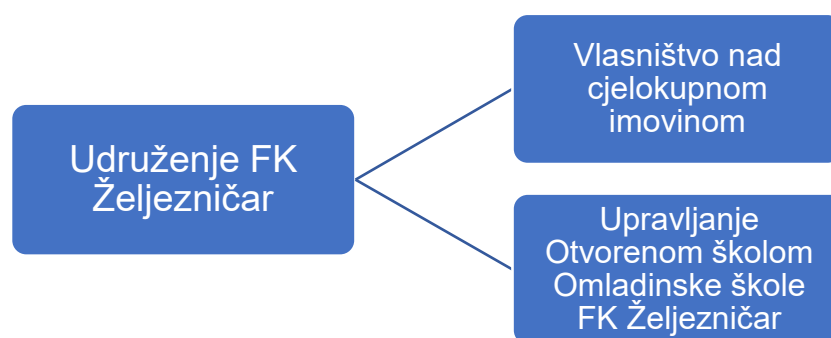 Udruženje FK
Željezničar
Vlasništvo nad
cjelokupnom
imovinom
Upravljanje
Otvorenom školom
Omladinske škole
FK Željezničar